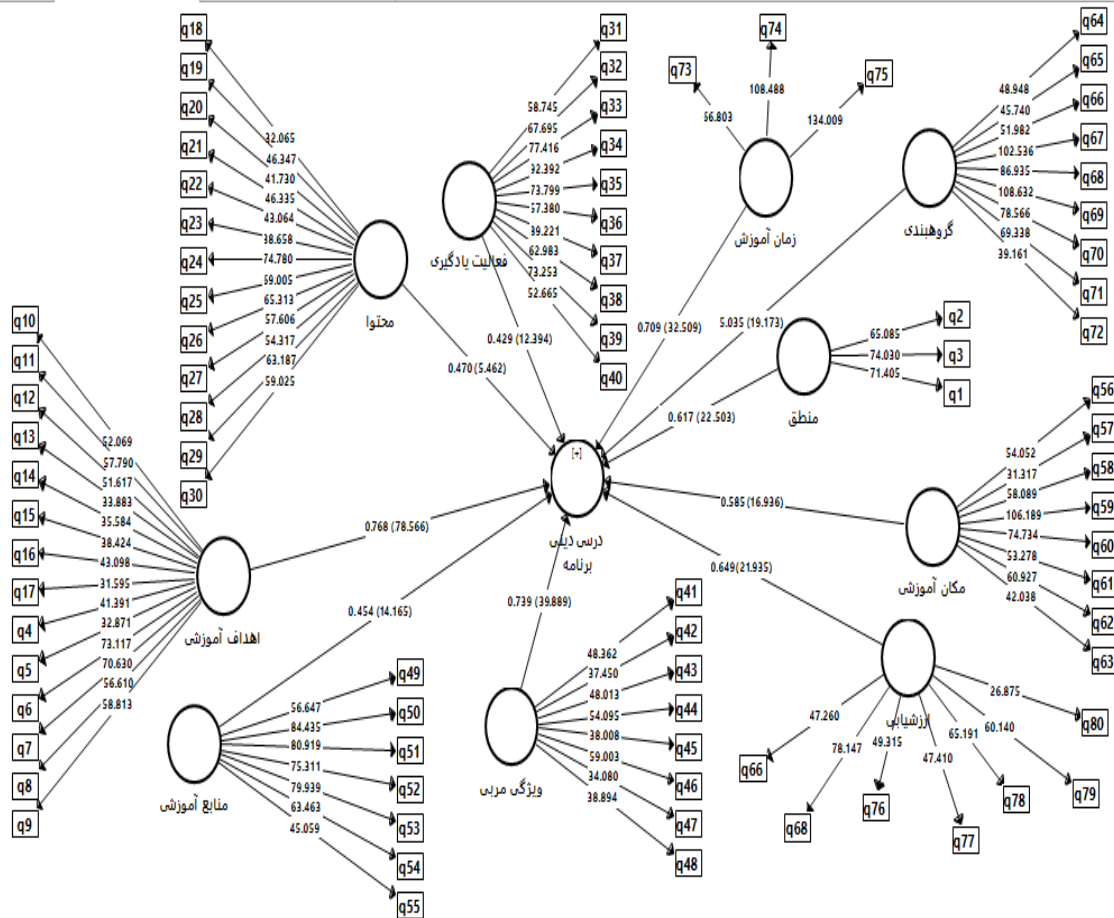 q18
q19
q20
q21
q22
q23
q24
q25
q26
q27
q28
q29
q30
32.065
46.347
41.730
46.335
43.064
38.658
74.780
59.005
65.313
57.606
54.317
63.187
59.025
محتوا
0.470 (5.462)
q31
q32
q33
q34
q35
q36
q37
q38
q39
q40
58.745
67.695
77.416
92.392
73.799
57.380
39.221
62.983
73.253
52.665
فعالیت یادگیری
0.429 (12.394)
q73
q74
q75
56.803
108.488
134.009
زمان آموزش
0.709 (32.509)
q64
q65
q66
q67
q68
q69
q70
q71
q72
48.948
45.740
51.982
102.536
86.935
108.632
78.566
69.338
39.161
گروهبندی
5.035 (19.173)
q2
q3
q1
65.085
74.030
71.405
منطق
0.617 (22.503)
q10
q11
q12
q13
q14
q15
q16
q17
q4
q5
q6
q7
q8
q9
52.069
57.790
51.617
33.883
35.584
38.424
43.098
31.595
41.391
32.871
73.117
70.630
56.610
58.813
اهداف آموزشی
0.768 (78.566)
[+]
درسی دینی
برنامه
q56
q57
q58
q59
q60
q61
q62
q63
54.052
31.317
58.089
106.189
74.734
53.278
60.927
42.038
مکان آموزشی
0.585 (16.936)
q49
q50
q51
q52
q53
q54
q55
56.647
84.435
80.919
75.311
79.939
63.463
45.059
منابع آموزشی
0.454 (14.165)
q41
q42
q43
q44
q45
q46
q47
q48
48.362
37.450
48.013
54.095
38.008
59.003
34.080
38.894
ویژگی مربی
0.739 (39.889)
q66
q68
q76
q77
q78
q79
q80
47.260
78.147
49.315
47.410
65.191
60.140
26.875
ارزشیابی
0.649(21.935)